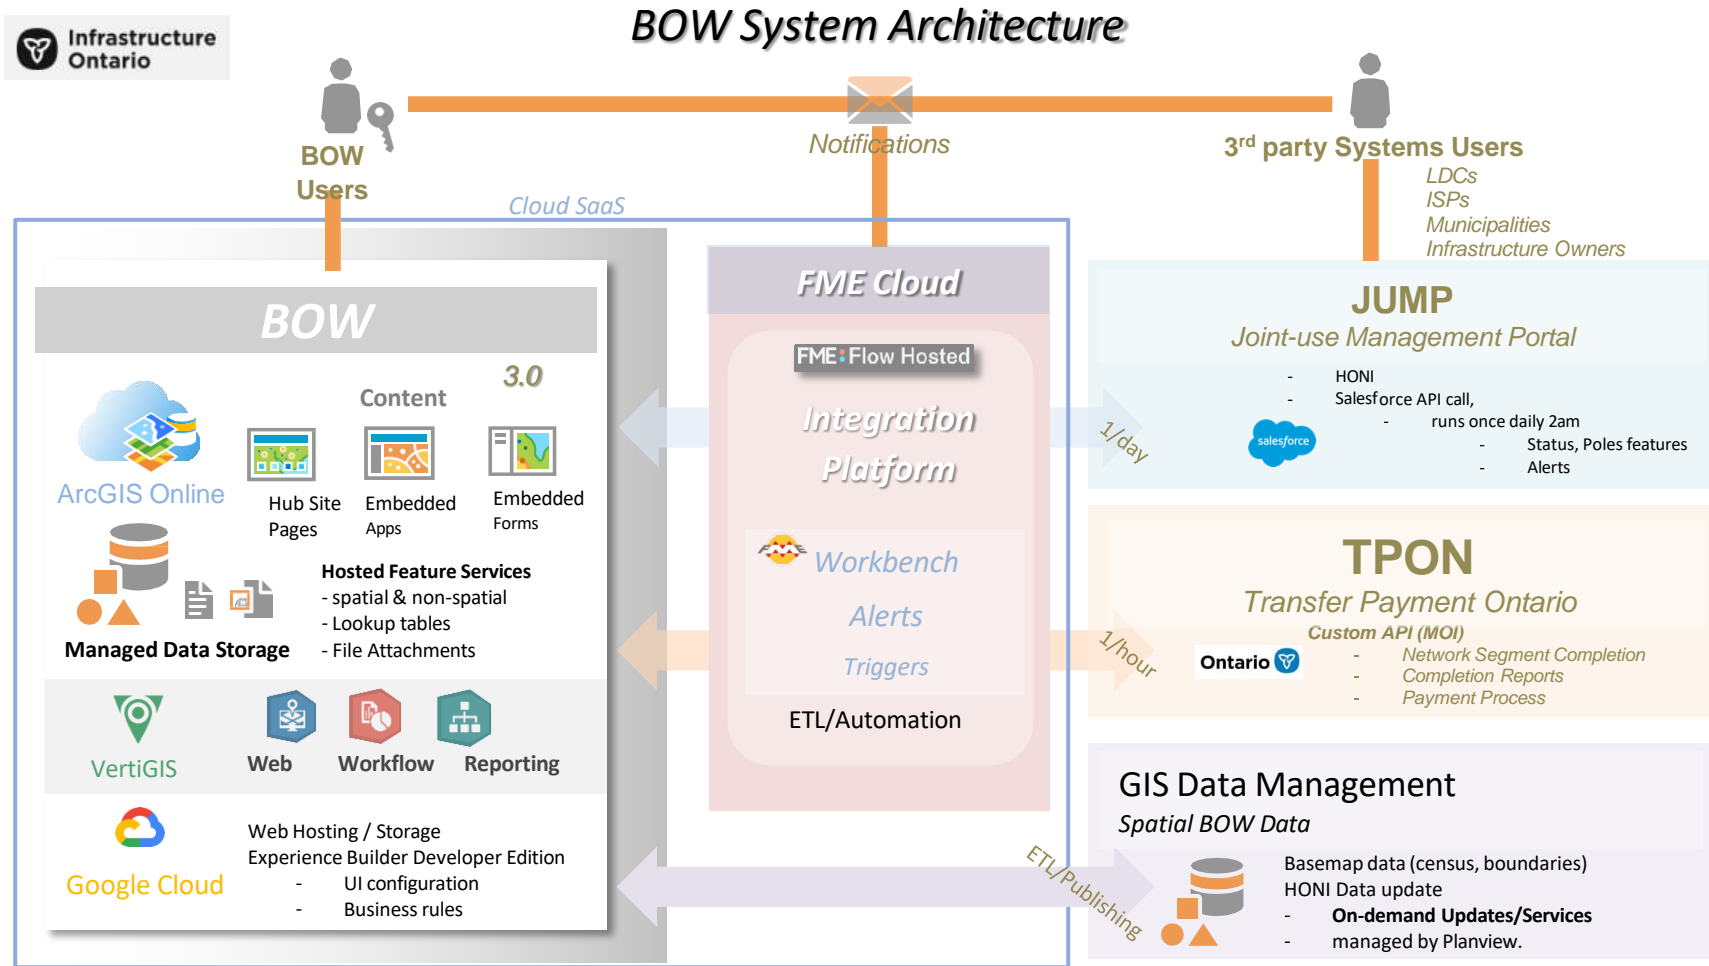 BOW System Architecture
Infrastructure
Ontario
BOW
Users
Notifications
3rd party Systems Users
LDCs
ISPs
Municipalities
Infrastructure Owners
Cloud SaaS
BOW
3.0
Content
ArcGIS Online
Hub Site
Pages
Embedded
Apps
Embedded
Forms
Managed Data Storage
Hosted Feature Services
- spatial & non-spatial
- Lookup tables
- File Attachments
VertiGIS
Web
Workflow
Reporting
Google Cloud
Web Hosting / Storage
Experience Builder Developer Edition
- UI configuration
- Business rules
FME Cloud
FME:Flow Hosted
Integration
Platform
FME
Workbench
Alerts
Triggers
ETL/Automation
1/day
1/hour
ETL/Publishing
JUMP
Joint-use Management Portal
- HONI
- Salesforce API call,
- runs once daily 2am
- Status, Poles features
- Alerts
salesforce
TPON
Transfer Payment Ontario
Custom API (MOI)
Ontario
- Network Segment Completion
- Completion Reports
- Payment Process
GIS Data Management
Spatial BOW Data
Basemap data (census, boundaries)
HONI Data update
- On-demand Updates/Services
- managed by Planview.